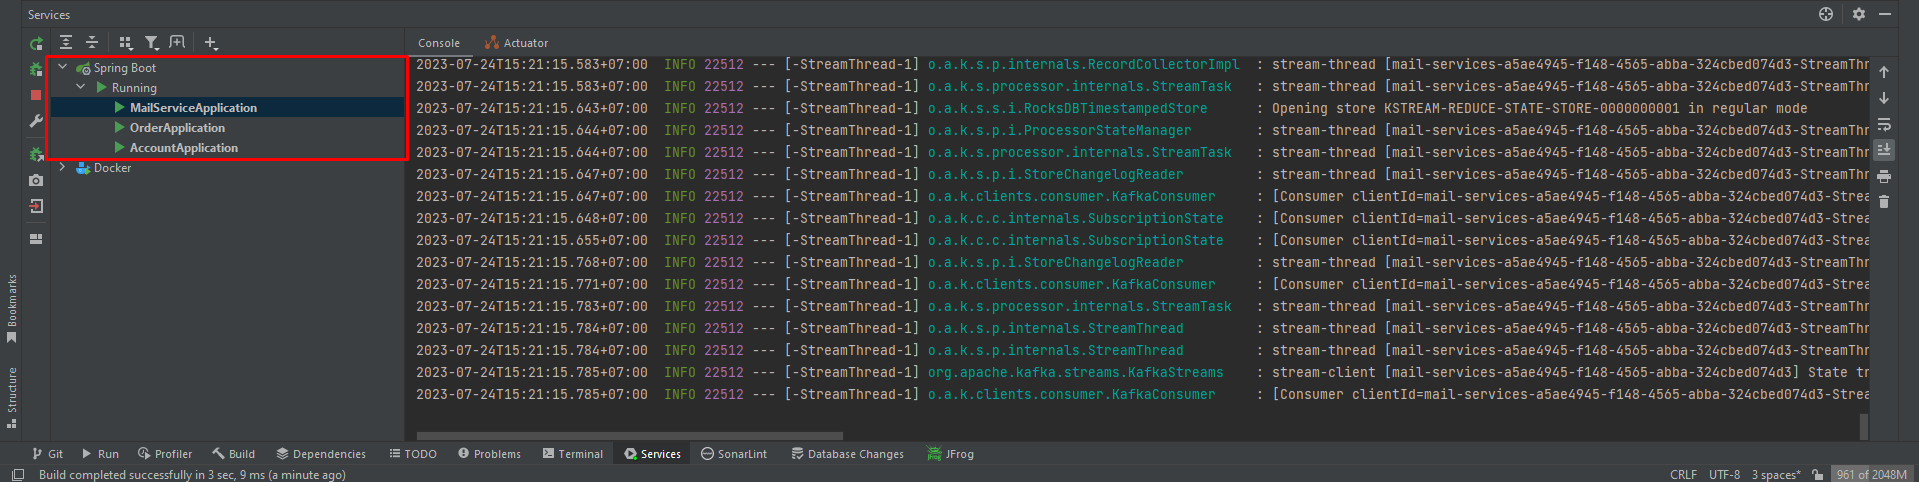 Services
Console
Actuator
Spring Boot
Running
MailServiceApplication
OrderApplication
AccountApplication
Docker
2023-07-24T15:21:15.583+07:00 INFO 22512 --- [-StreamThread-1] o.a.k.s.p.internals.RecordCollectorImpl : stream-thread [mail-services-a5ae4945-f148-4565-abba-324cbed074d3-StreamThr
2023-07-24T15:21:15.583+07:00 INFO 22512 --- [-StreamThread-1] o.a.k.s.processor.internals.StreamTask : stream-thread [mail-services-a5ae4945-f148-4565-abba-324cbed074d3-StreamThr
2023-07-24T15:21:15.643+07:00 INFO 22512 --- [-StreamThread-1] o.a.k.s.s.i.RocksDBTimestampedStore : Opening store KSTREAM-REDUCE-STATE-STORE-0000000001 in regular mode
2023-07-24T15:21:15.644+07:00 INFO 22512 --- [-StreamThread-1] o.a.k.s.p.i.ProcessorStateManager : stream-thread [mail-services-a5ae4945-f148-4565-abba-324cbed074d3-StreamThr
2023-07-24T15:21:15.644+07:00 INFO 22512 --- [-StreamThread-1] o.a.k.s.processor.internals.StreamTask : stream-thread [mail-services-a5ae4945-f148-4565-abba-324cbed074d3-StreamThr
2023-07-24T15:21:15.647+07:00 INFO 22512 --- [-StreamThread-1] o.a.k.s.p.i.StoreChangelogReader : stream-thread [mail-services-a5ae4945-f148-4565-abba-324cbed074d3-StreamThr
2023-07-24T15:21:15.647+07:00 INFO 22512 --- [-StreamThread-1] o.a.k.clients.consumer.KafkaConsumer : [Consumer clientId=mail-services-a5ae4945-f148-4565-abba-324cbed074d3-Strea
2023-07-24T15:21:15.648+07:00 INFO 22512 --- [-StreamThread-1] o.a.k.c.c.internals.SubscriptionState : [Consumer clientId=mail-services-a5ae4945-f148-4565-abba-324cbed074d3-Strea
2023-07-24T15:21:15.655+07:00 INFO 22512 --- [-StreamThread-1] o.a.k.c.c.internals.SubscriptionState : [Consumer clientId=mail-services-a5ae4945-f148-4565-abba-324cbed074d3-Strea
2023-07-24T15:21:15.768+07:00 INFO 22512 --- [-StreamThread-1] o.a.k.s.p.i.StoreChangelogReader : stream-thread [mail-services-a5ae4945-f148-4565-abba-324cbed074d3-StreamThr
2023-07-24T15:21:15.771+07:00 INFO 22512 --- [-StreamThread-1] o.a.k.clients.consumer.KafkaConsumer : [Consumer clientId=mail-services-a5ae4945-f148-4565-abba-324cbed074d3-Strea
2023-07-24T15:21:15.783+07:00 INFO 22512 --- [-StreamThread-1] o.a.k.s.processor.internals.StreamTask : stream-thread [mail-services-a5ae4945-f148-4565-abba-324cbed074d3-StreamThr
2023-07-24T15:21:15.784+07:00 INFO 22512 --- [-StreamThread-1] o.a.k.s.p.internals.StreamThread : stream-thread [mail-services-a5ae4945-f148-4565-abba-324cbed074d3-StreamThr
2023-07-24T15:21:15.784+07:00 INFO 22512 --- [-StreamThread-1] o.a.k.s.p.internals.StreamThread : stream-thread [mail-services-a5ae4945-f148-4565-abba-324cbed074d3-StreamThr
2023-07-24T15:21:15.785+07:00 INFO 22512 --- [-StreamThread-1] org.apache.kafka.streams.KafkaStreams : stream-client [mail-services-a5ae4945-f148-4565-abba-324cbed074d3] State tr
2023-07-24T15:21:15.785+07:00 INFO 22512 --- [-StreamThread-1] o.a.k.clients.consumer.KafkaConsumer : [Consumer clientId=mail-services-a5ae4945-f148-4565-abba-324cbed074d3-Strea
Bookmarks
Structure
Git Run Profiler Build Dependencies TODO Problems Terminal Services SonarLint Database Changes JFrog
Build completed successfully in 3 sec, 9 ms (a minute ago)
CRLF UTF-8 3 spaces* 961 of 2048M